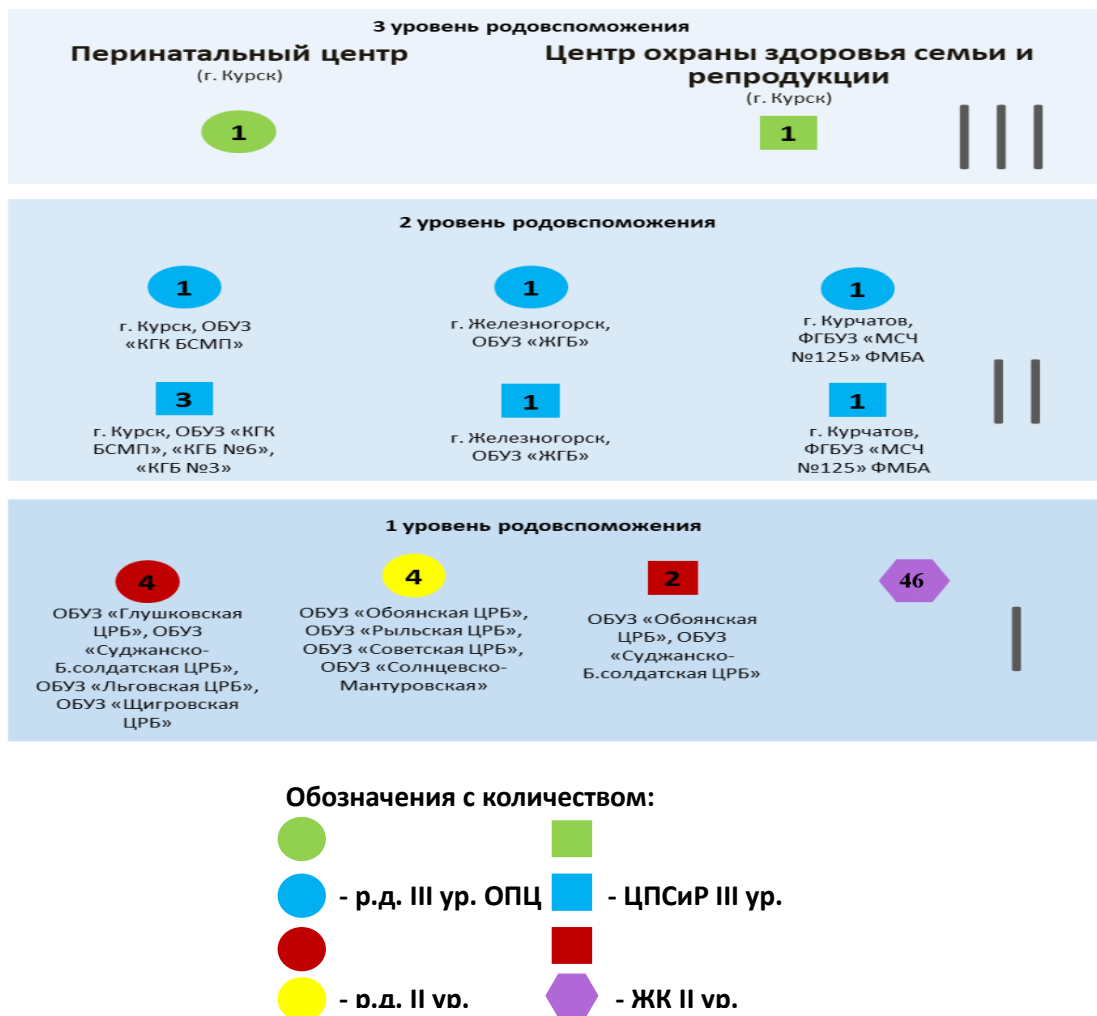 3 уровень родовспоможения
Перинатальный центр
(г. Курск)
1
Центр охраны здоровья семьи и
репродукции
(г. Курск)
1
2 уровень родовспоможения
1
г. Курск, ОБУЗ
«КГК БСМП»
1
г. Железногорск,
ОБУЗ «ЖГБ»
1
г. Курчатов,
ФГБУЗ «МСЧ
№125» ФМБА
3
г. Курск, ОБУЗ «КГК
БСМП», «КГБ №6»,
«КГБ №3»
1
г. Железногорск,
ОБУЗ «ЖГБ»
1
г. Курчатов,
ФГБУЗ «МСЧ
№125» ФМБА
1 уровень родовспоможения
4
ОБУЗ «Глушковская
ЦРБ», ОБУЗ
«Суджанско-
Б.солдатская ЦРБ»,
ОБУЗ «Льговская ЦРБ»,
ОБУЗ «Щигровская
ЦРБ»
4
ОБУЗ «Обоянская ЦРБ»,
ОБУЗ «Рыльская ЦРБ»,
ОБУЗ «Советская ЦРБ»,
ОБУЗ «Солнцевско-
Мантуровская»
2
ОБУЗ «Обоянская
ЦРБ», ОБУЗ
«Суджанско-
Б.солдатская ЦРБ»
46
Обозначения с количеством:
- р.д. III ур. ОПЦ
- ЦПСиР III ур.
- р.д. II ур.
- ЖК II ур.